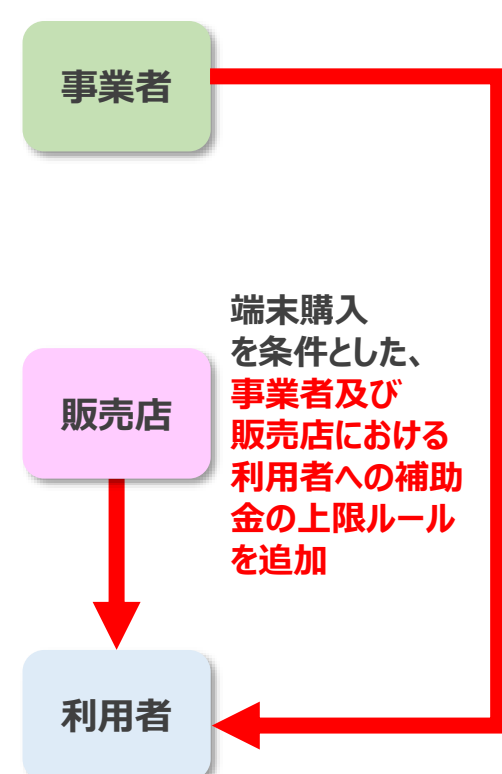 事業者
端末購入
を条件とした、
事業者及び
販売店における
利用者への補助
金の上限ルール
を追加
販売店
利用者